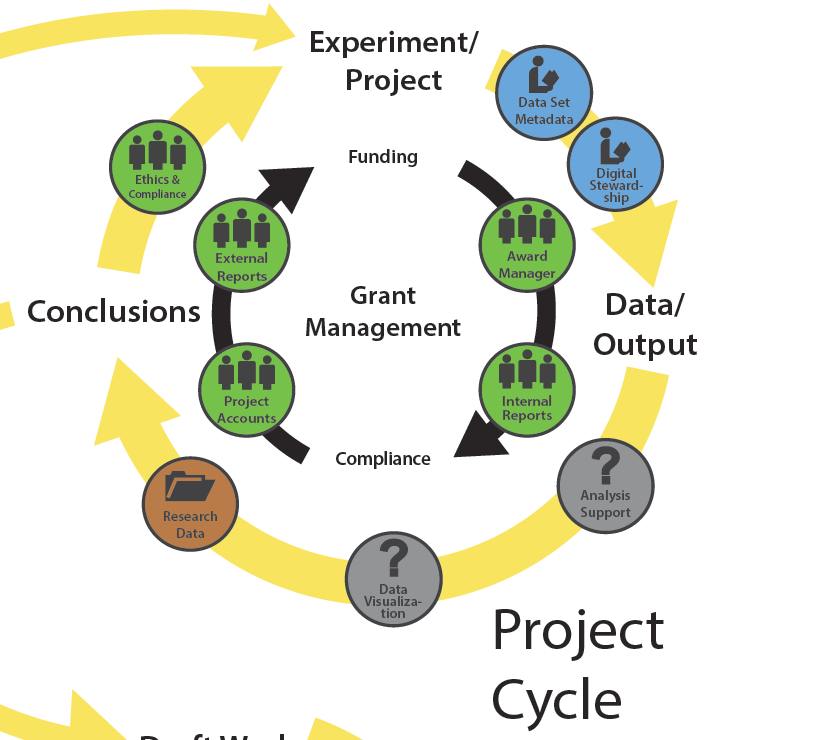 Experiment/
Project
Data Set
Metadata
Digital
Steward-
ship
Funding
Ethics &
Compliance
External
Reports
Award
Manager
Grant
Management
Conclusions
Data/
Output
Project
Accounts
Internal
Reports
Compliance
Analysis
Support
Research
Data
Data
Visualiza-
tion
Project
Cycle